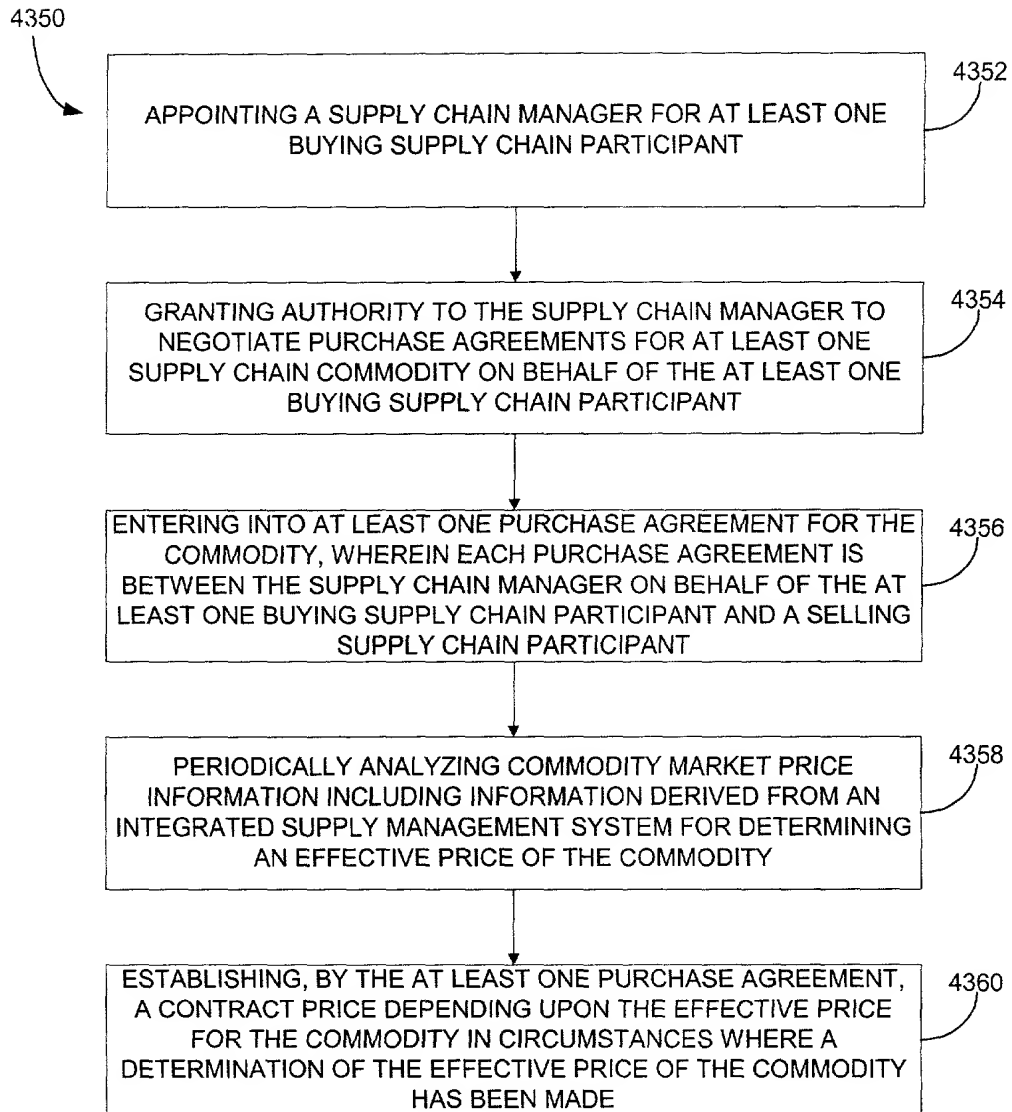 4350
4352
APPOINTING A SUPPLY CHAIN MANAGER FOR AT LEAST ONE
BUYING SUPPLY CHAIN PARTICIPANT
4354
GRANTING AUTHORITY TO THE SUPPLY CHAIN MANAGER TO
NEGOTIATE PURCHASE AGREEMENTS FOR AT LEAST ONE
SUPPLY CHAIN COMMODITY ON BEHALF OF THE AT LEAST ONE
BUYING SUPPLY CHAIN PARTICIPANT
4356
ENTERING INTO AT LEAST ONE PURCHASE AGREEMENT FOR THE
COMMODITY, WHEREIN EACH PURCHASE AGREEMENT IS
BETWEEN THE SUPPLY CHAIN MANAGER ON BEHALF OF THE AT
LEAST ONE BUYING SUPPLY CHAIN PARTICIPANT AND A SELLING
SUPPLY CHAIN PARTICIPANT
4358
PERIODICALLY ANALYZING COMMODITY MARKET PRICE
INFORMATION INCLUDING INFORMATION DERIVED FROM AN
INTEGRATED SUPPLY MANAGEMENT SYSTEM FOR DETERMINING
AN EFFECTIVE PRICE OF THE COMMODITY
4360
ESTABLISHING, BY THE AT LEAST ONE PURCHASE AGREEMENT,
A CONTRACT PRICE DEPENDING UPON THE EFFECTIVE PRICE
FOR THE COMMODITY IN CIRCUMSTANCES WHERE A
DETERMINATION OF THE EFFECTIVE PRICE OF THE COMMODITY
HAS BEEN MADE